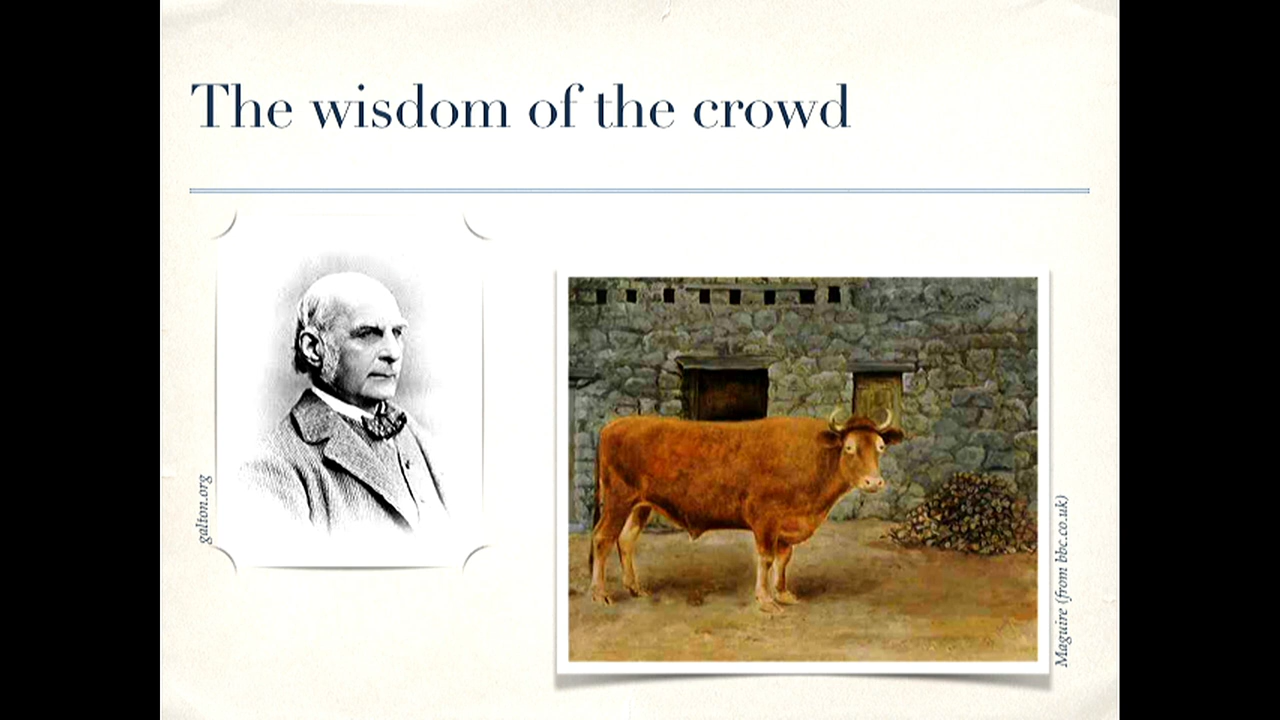 The wisdom of the crowd
galton.org
Maguire (from bbc.co.uk)